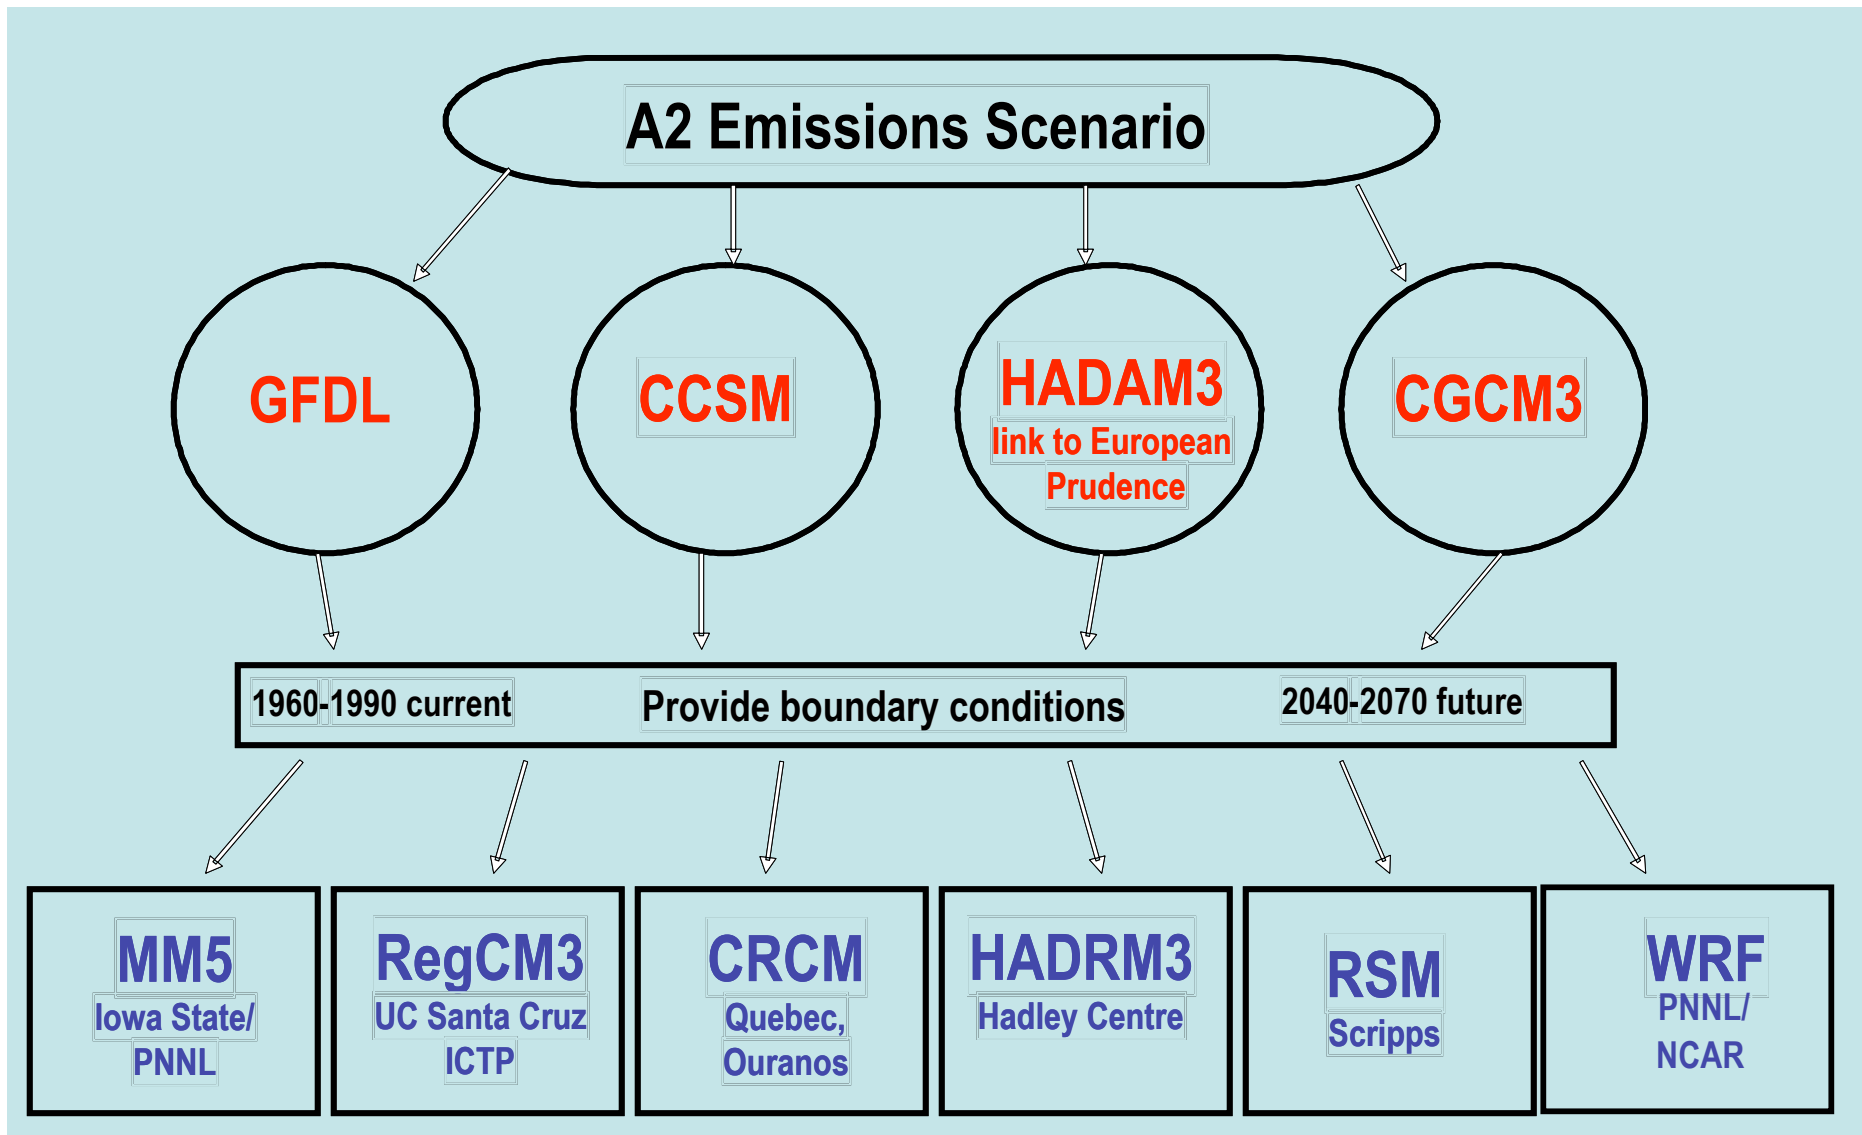 A2 Emissions Scenario
GFDL
CCSM
HADAM3
link to European
Prudence
CGCM3
1960-1990 current
Provide boundary conditions
2040-2070 future
MM5
Iowa State/
PNNL
RegCM3
UC Santa Cruz
ICTP
CRCM
Quebec,
Ouranos
HADRM3
Hadley Centre
RSM
Scripps
WRF
PNNL/
NCAR